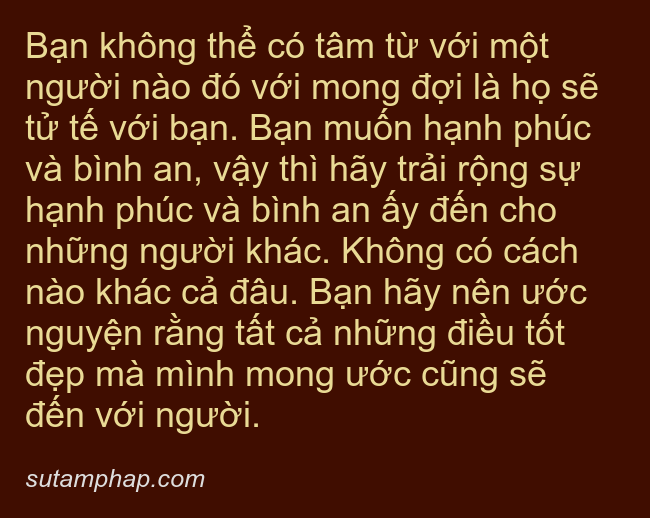 Bạn không thể có tâm từ với một
người nào đó với mong đợi là họ sẽ
tử tế với bạn. Bạn muốn hạnh phúc
và bình an, vậy thì hãy trải rộng sự
hạnh phúc và bình an ấy đến cho
những người khác. Không có cách
nào khác cả đâu. Bạn hãy nên ước
nguyện rằng tất cả những điều tốt
đẹp mà mình mong ước cũng sẽ
đến với người.
sutamphap.com